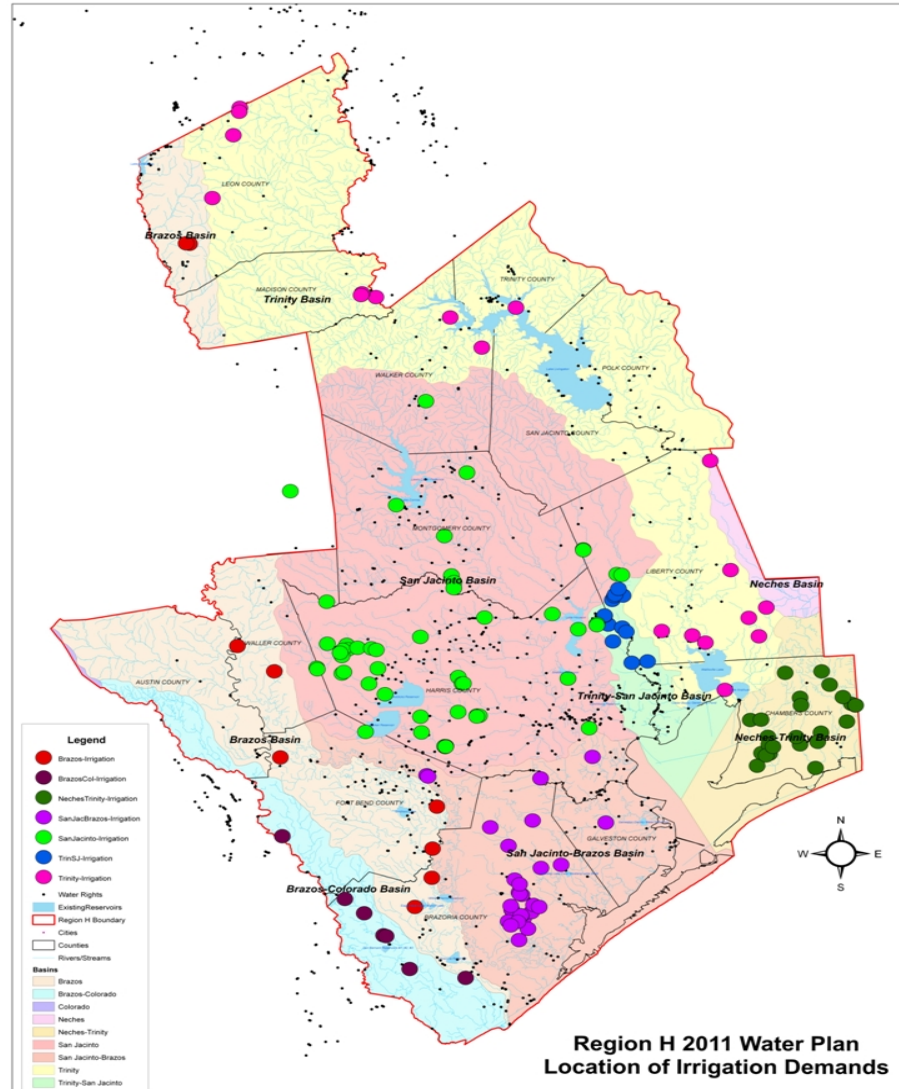 LEON COUNTY
Brazos Basin
MADISON COUNTY
Trinity Basin
TRINITY COUNTY
POLK COUNTY
WALKER COUNTY
SAN JACINTO COUNTY
MONTGOMERY COUNTY
San Jacinto Basin
LIBERTY COUNTY
Neches Basin
WALLER COUNTY
AUSTIN COUNTY
HARRIS COUNTY
Trinity-San Jacinto Basin
CHAMBERS COUNTY
Neches-Trinity Basin
Brazos Basin
FORT BEND COUNTY
GALVESTON COUNTY
San Jacinto-Brazos Basin
Brazos-Colorado Basin
BRAZORIA COUNTY
Legend
Brazos-Irrigation
BrazosCol-Irrigation
NechesTrinity-Irrigation
SanJacBrazos-Irrigation
SanJacinto-Irrigation
TrinSJ-Irrigation
Trinity-Irrigation
Water Rights
ExistingReservoirs
Region H Boundary
Cities
Counties
Rivers/Streams
Basins
Brazos
Brazos-Colorado
Colorado
Neches
Neches-Trinity
San Jacinto
San Jacinto-Brazos
Trinity
Trinity-San Jacinto
N
W E
S
Region H 2011 Water Plan
Location of Irrigation Demands